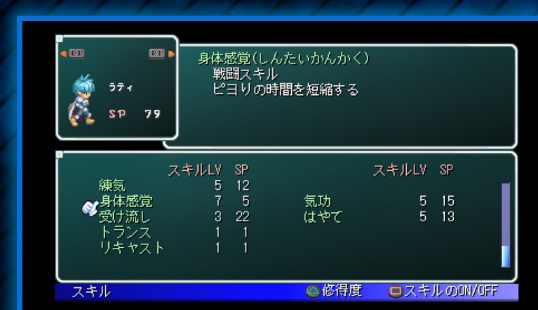 L1 R1
ラティ
SP 79
身体感覚(しんたいかんかく)
戦闘スキル
ピヨりの時間を短縮する
スキルLV SP スキルLV SP
練気 5 12
身体感覚 7 5 気功 5 15
受け流し 3 22 はやて 5 13
トランス 1 1
リキャスト 1 1
スキル 修得度 スキルのON/OFF